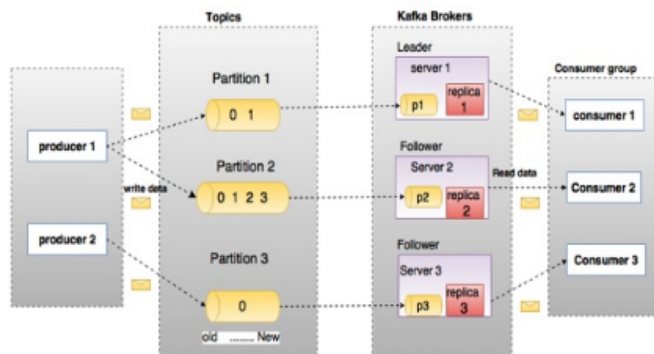 Topics
Kafka Brokers
Leader
server 1
Consumer group
Partition 1
0 1
p1
replica
1
consumer 1
producer 1
Partition 2
Follower
Server 2
write data
0 1 2 3
p2
replica
2
Read data
Consumer 2
producer 2
Partition 3
Follower
Server 3
0
p3
replica
3
Consumer 3
old ........ New